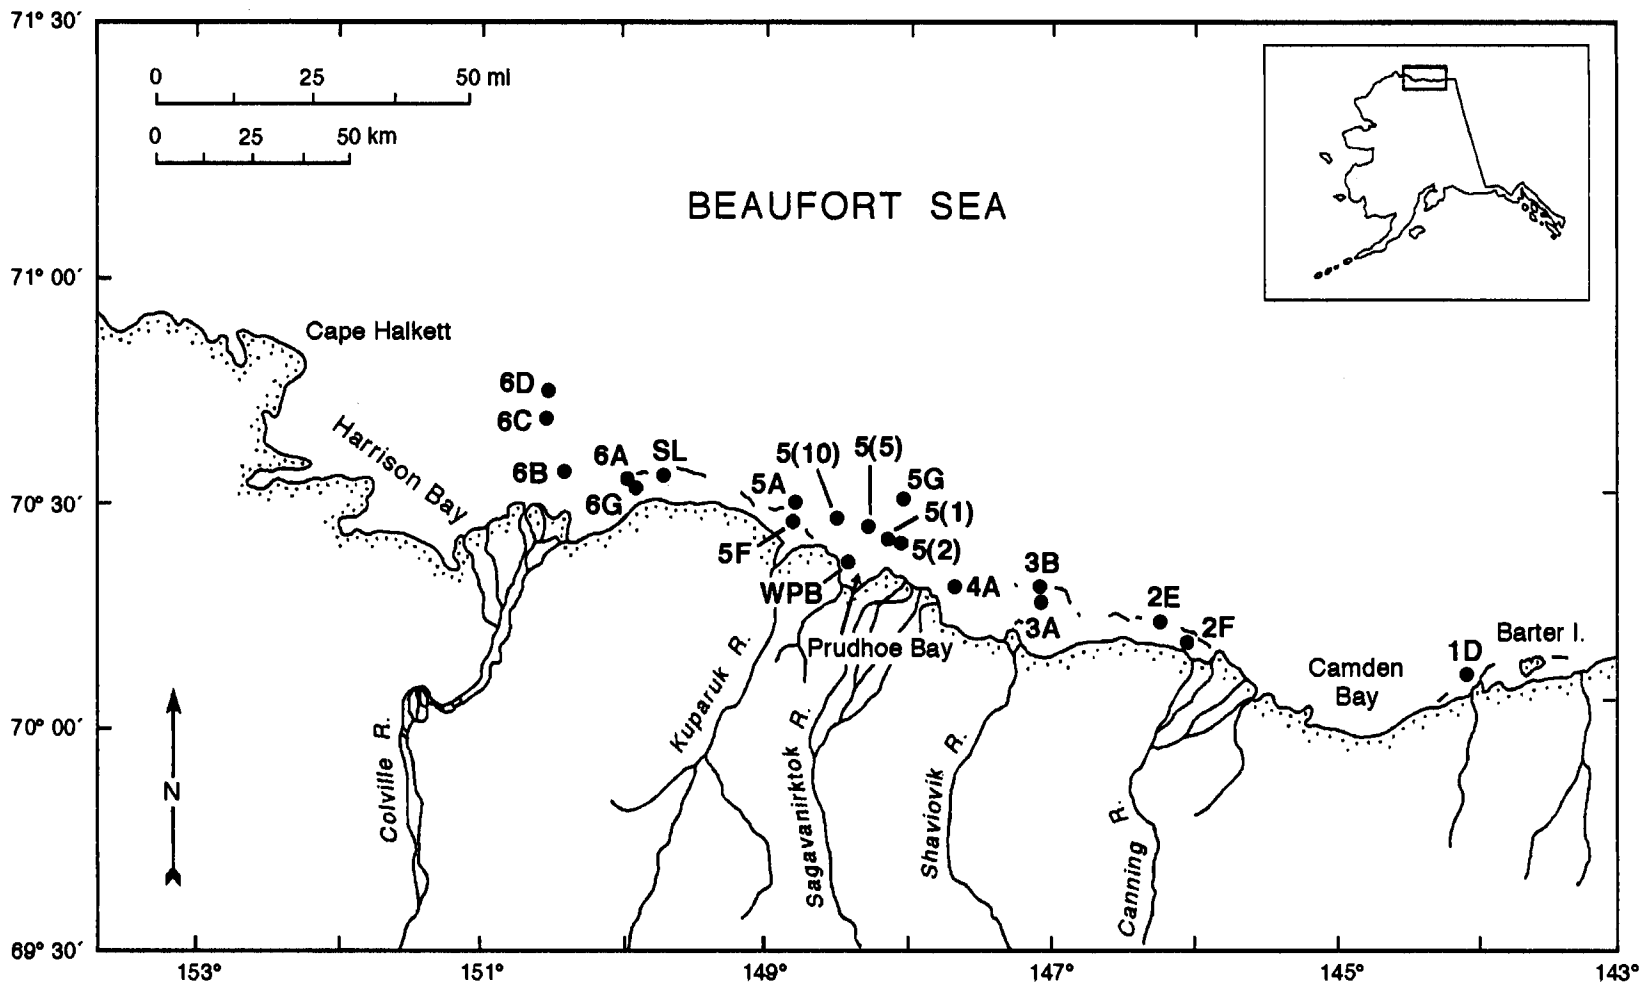 71° 30′
0 25 50 mi
0 25 50 km
BEAUFORT SEA
71° 00′
Cape Halkett
6D
6C
Harrison Bay
6B
6A
SL
6G
5(10)
5(5)
5A
5G
5(1)
70° 30′
5F
5(2)
WPB
4A
3B
3A
2E
2F
Prudhoe Bay
1D
Barter I.
Camden
Bay
70° 00′
N
Colville R.
Kuparuk R.
Sagavanirktok R.
Shaviovik R.
Canning R.
69° 30′
153° 151° 149° 147° 145° 143°